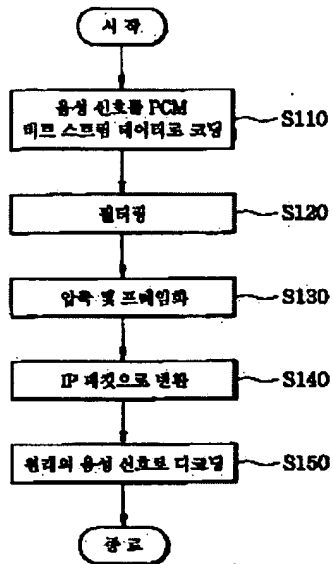 시 작
음성 신호를 PCM
비트 스트림 데이터로 코딩
S110
필터링
S120
압축 및 프레임화
S130
IP 패킷으로 변환
S140
원래의 음성 신호로 디코딩
S150
종 료